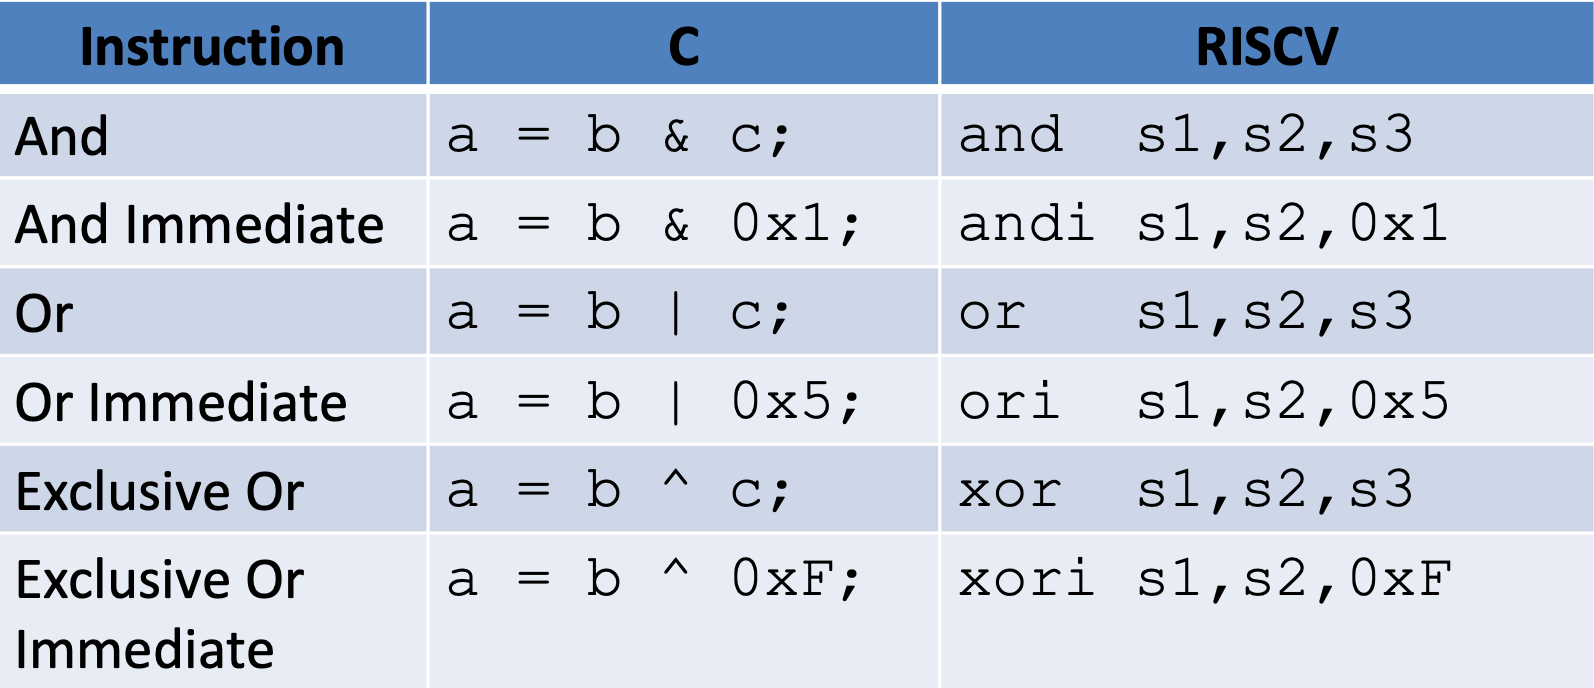 Instruction C RISCV
And a = b & c; and s1,s2,s3
And Immediate a = b & 0x1; andi s1,s2,0x1
Or a = b | c; or s1,s2,s3
Or Immediate a = b | 0x5; ori s1,s2,0x5
Exclusive Or a = b ^ c; xor s1,s2,s3
Exclusive Or a = b ^ 0xF; xori s1,s2,0xF
Immediate